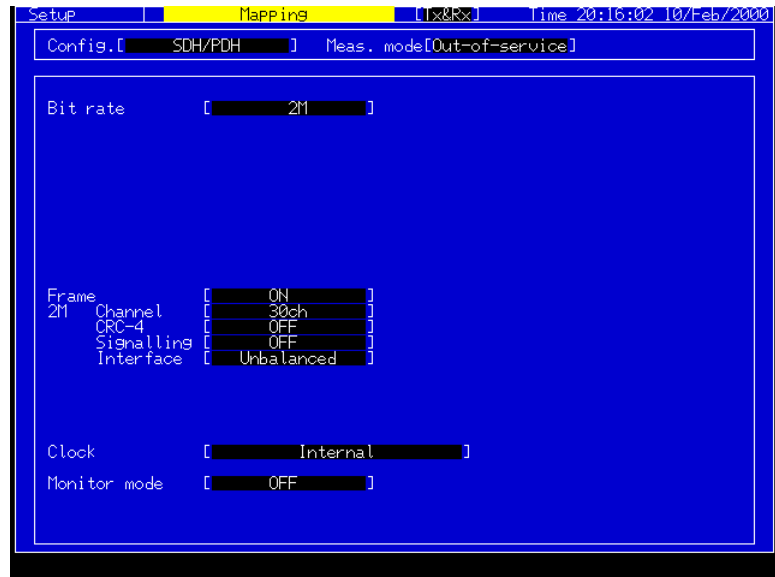 Setup Mapping [Tx&Rx] Time 20:16:02 10/Feb/2000
Config.[ SDH/PDH ] Meas. mode[Out-of-service]
Bit rate [ 2M ]
Frame [ ON ]
2M Channel [ 30ch ]
CRC-4 [ OFF ]
Signalling [ OFF ]
Interface [ Unbalanced ]
Clock [ Internal ]
Monitor mode [ OFF ]